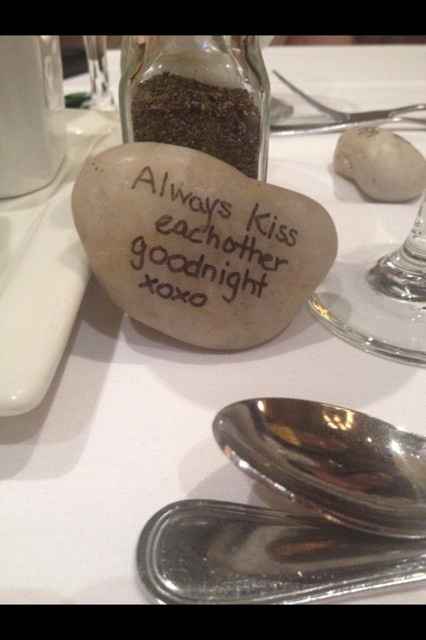 Always Kiss
eachother
goodnight
xoxo